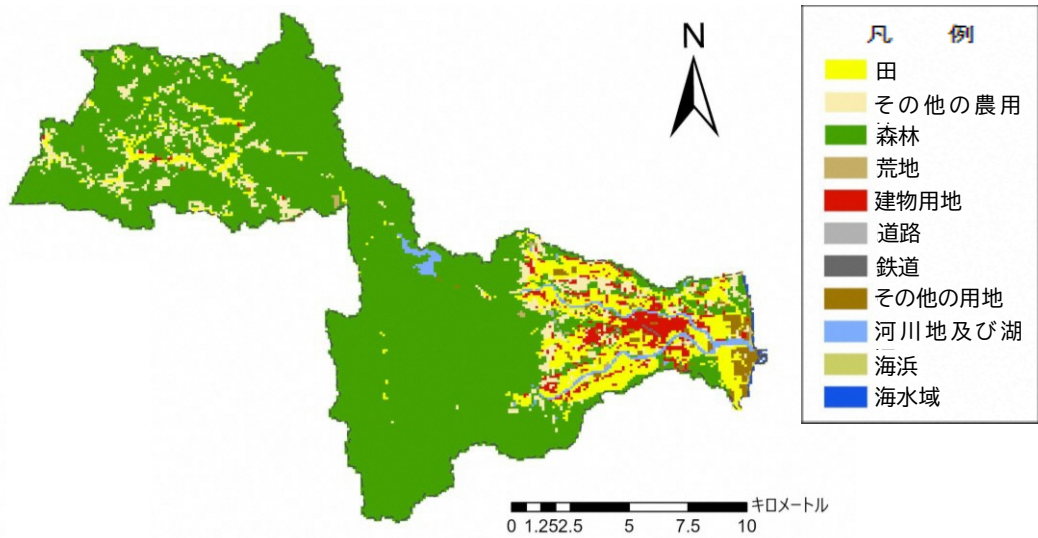 凡 例
田
その他の農用
森林
荒地
建物用地
道路
鉄道
その他の用地
河川地及び湖
海浜
海水域
N
キロメートル
0 1.252.5 5 7.5 10